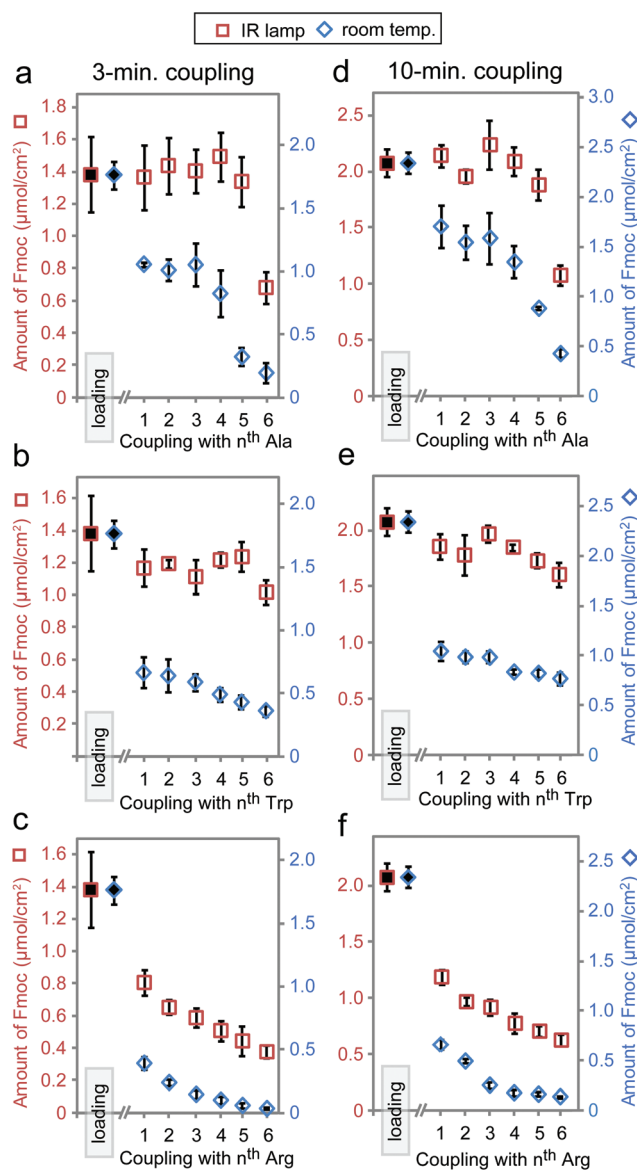 IR lamp room temp.
3-min. coupling 10-min. coupling
a
Amount of Fmoc (μmol/cm²)
1.8
1.6
1.4
1.2
1.0
0.8
0.6
0.4
0.2
0
2.0
1.0
0
loading
1 2 3 4 5 6
Coupling with nth Ala
d
2.5
2.0
1.5
1.0
0.5
0
3.0
2.5
2.0
1.5
1.0
0.5
0
Amount of Fmoc (μmol/cm²)
loading
1 2 3 4 5 6
Coupling with nth Ala
b
Amount of Fmoc (μmol/cm²)
1.6
1.4
1.2
1.0
0.8
0.6
0.4
0.2
2.0
1.5
1.0
0.5
0
loading
1 2 3 4 5 6
Coupling with nth Trp
e
2.0
1.5
1.0
0.5
0
2.5
2.0
1.5
1.0
0.5
0
Amount of Fmoc (μmol/cm²)
loading
1 2 3 4 5 6
Coupling with nth Trp
c
Amount of Fmoc (μmol/cm²)
1.6
1.4
1.2
1.0
0.8
0.6
0.4
0.2
0
2.0
1.5
1.0
0.5
0
loading
1 2 3 4 5 6
Coupling with nth Arg
f
2.0
1.5
1.0
0.5
0
2.5
2.0
1.5
1.0
0.5
0
Amount of Fmoc (μmol/cm²)
loading
1 2 3 4 5 6
Coupling with nth Arg